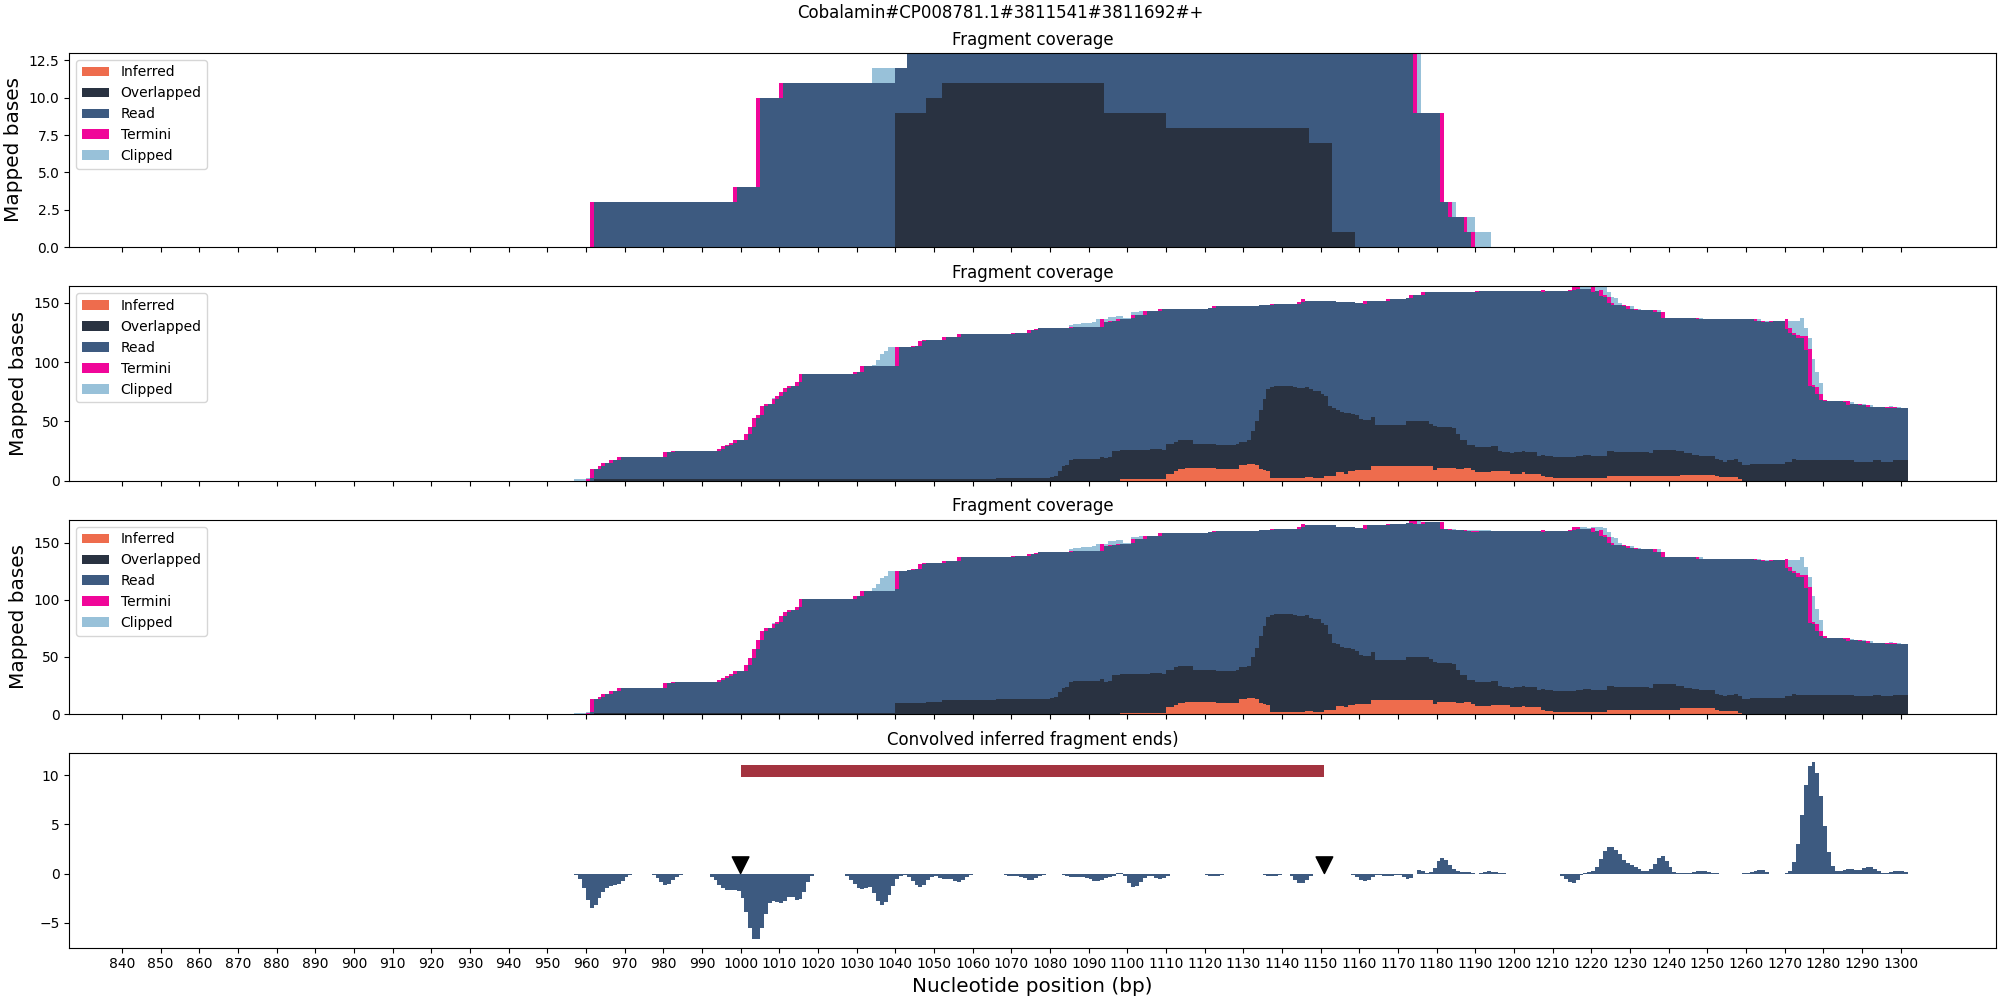 Cobalamin#CP008781.1#3811541#3811692#+
Fragment coverage
Mapped bases
12.5
10.0
7.5
5.0
2.5
0.0
Inferred
Overlapped
Read
Termini
Clipped
Fragment coverage
Mapped bases
150
100
50
0
Inferred
Overlapped
Read
Termini
Clipped
Fragment coverage
Mapped bases
150
100
50
0
Inferred
Overlapped
Read
Termini
Clipped
Convolved inferred fragment ends)
10
5
0
−5
840 850 860 870 880 890 900 910 920 930 940 950 960 970 980 990 1000 1010 1020 1030 1040 1050 1060 1070 1080 1090 1100 1110 1120 1130 1140 1150 1160 1170 1180 1190 1200 1210 1220 1230 1240 1250 1260 1270 1280 1290 1300
Nucleotide position (bp)